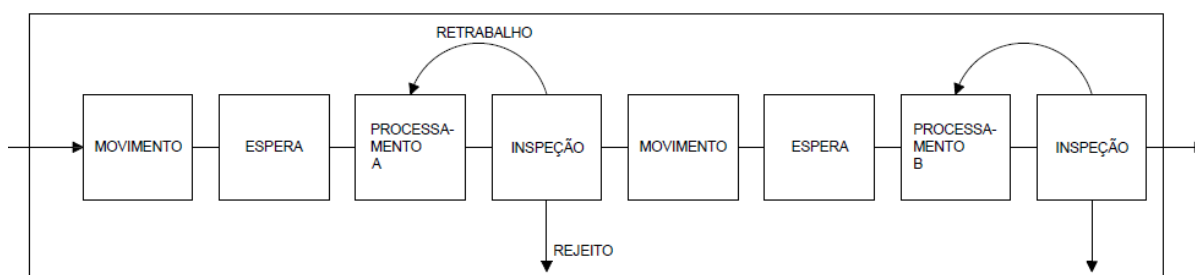 RETRABALHO
MOVIMENTO
ESPERA
PROCESSA-
MENTO
A
INSPEÇÃO
MOVIMENTO
ESPERA
PROCESSA-
MENTO
B
INSPEÇÃO
REJEITO